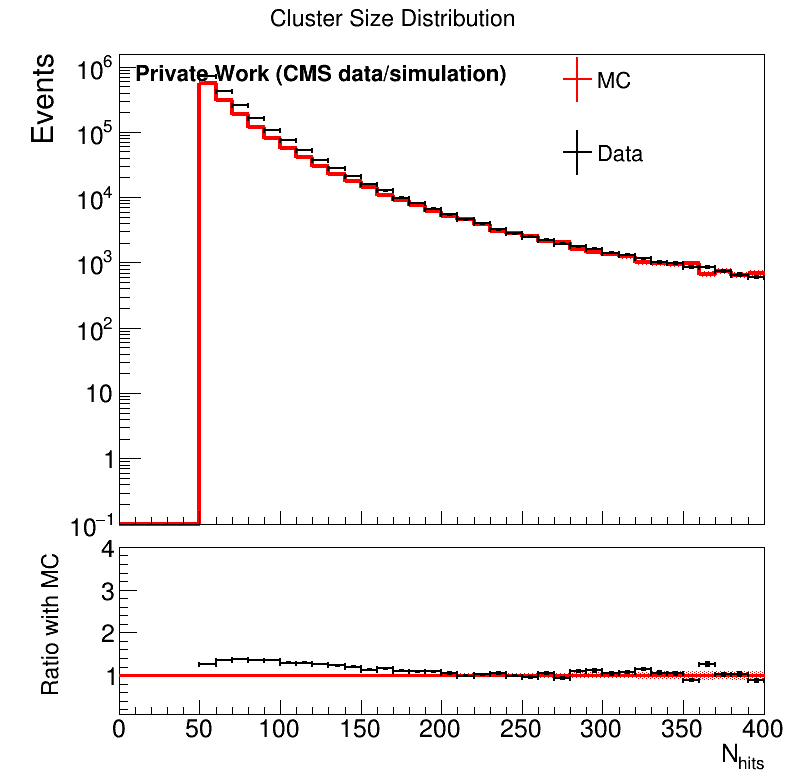 Cluster Size Distribution
Private Work (CMS data/simulation)
MC
Data
Events
10^6
10^5
10^4
10^3
10^2
10
1
10^−1
Ratio with MC
4
3
2
1
0 50 100 150 200 250 300 350 400
N_hits